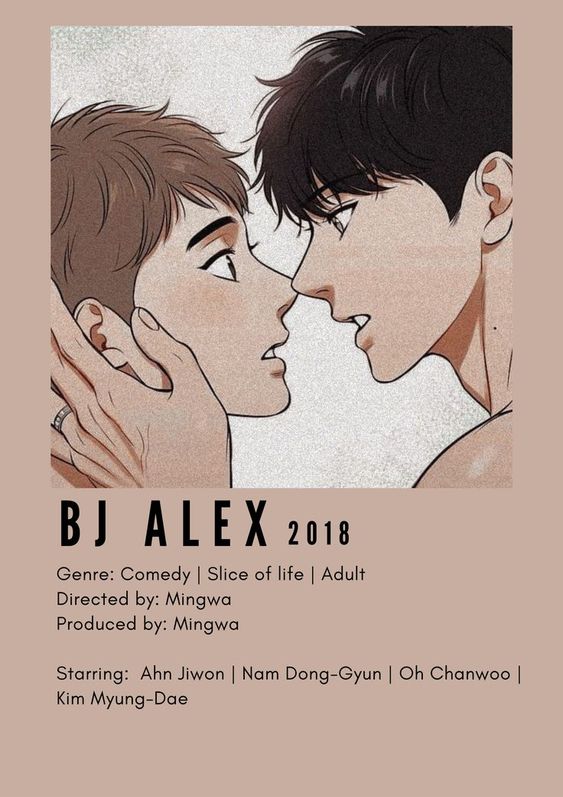 BJ ALEX 2018
Genre: Comedy | Slice of life | Adult
Directed by: Mingwa
Produced by: Mingwa
Starring: Ahn Jiwon | Nam Dong-Gyun | Oh Chanwoo |
Kim Myung-Dae